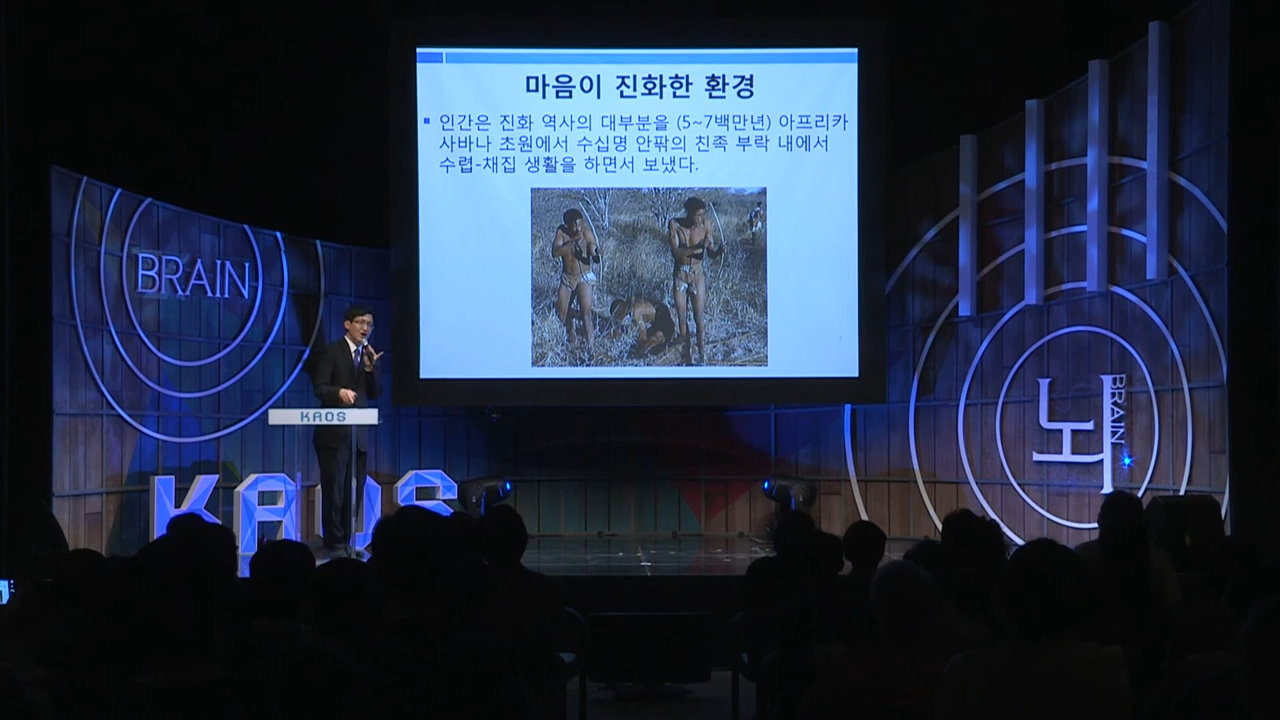 마음이 진화한 환경
인간은 진화 역사의 대부분을 (5~7백만년) 아프리카
사바나 초원에서 수십명 안팎의 친족 부락 내에서
수렵-채집 생활을 하면서 보냈다.
BRAIN
KAOS
KAOS
뇌
BRAIN